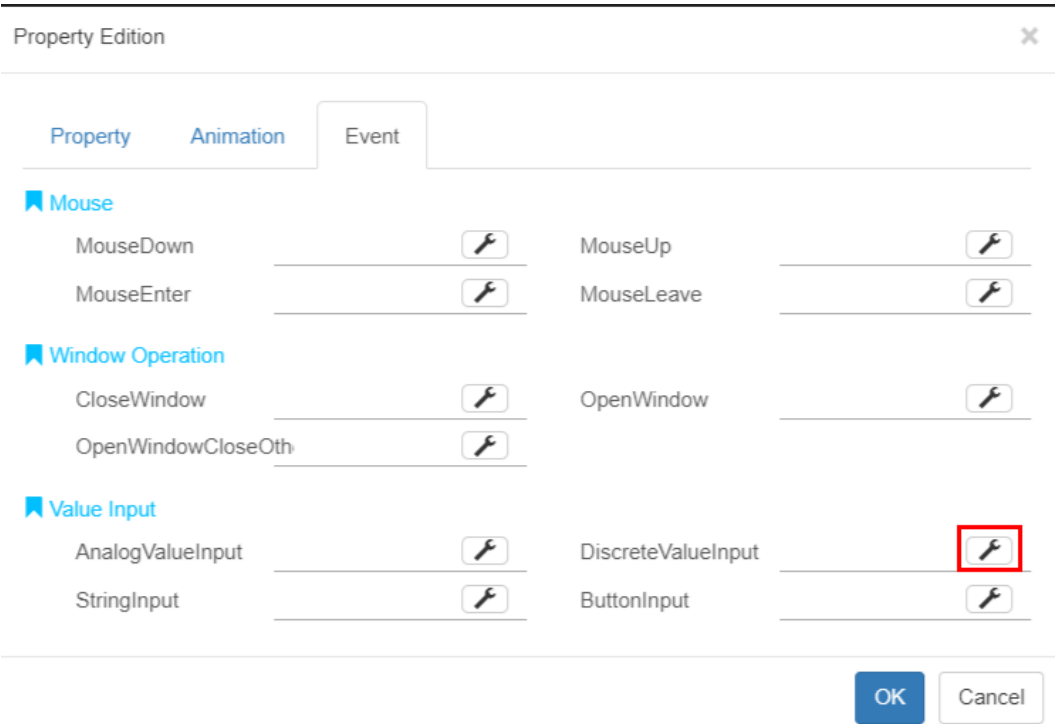 Property Edition
Property Animation Event
Mouse
MouseDown MouseUp
MouseEnter MouseLeave
Window Operation
CloseWindow OpenWindow
OpenWindowCloseOth
Value Input
AnalogValueInput DiscreteValueInput
StringInput ButtonInput
OK Cancel